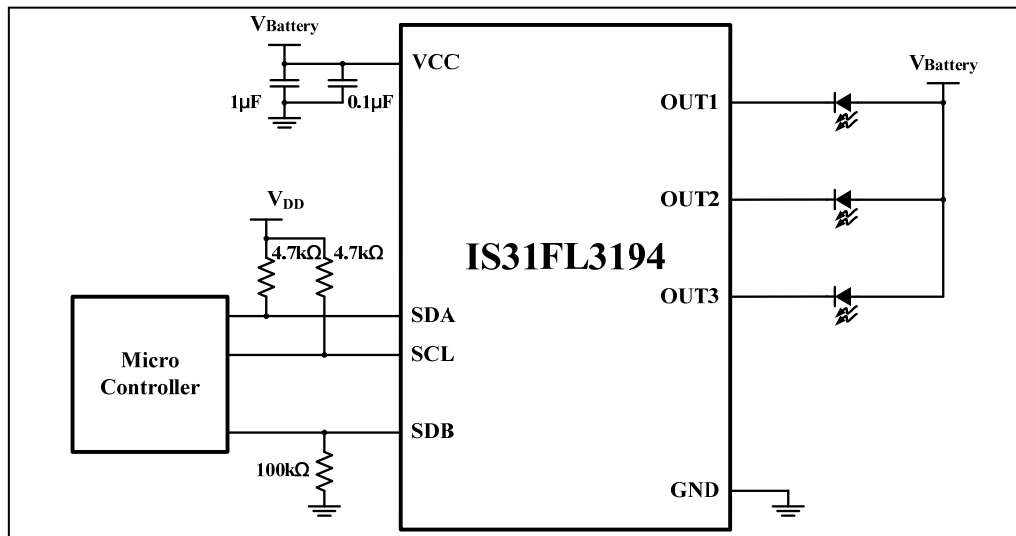 VBattery
VCC
1µF
0.1µF
VDD
4.7kΩ
4.7kΩ
Micro
Controller
SDA
SCL
SDB
100kΩ
IS31FL3194
VBattery
OUT1
OUT2
OUT3
GND